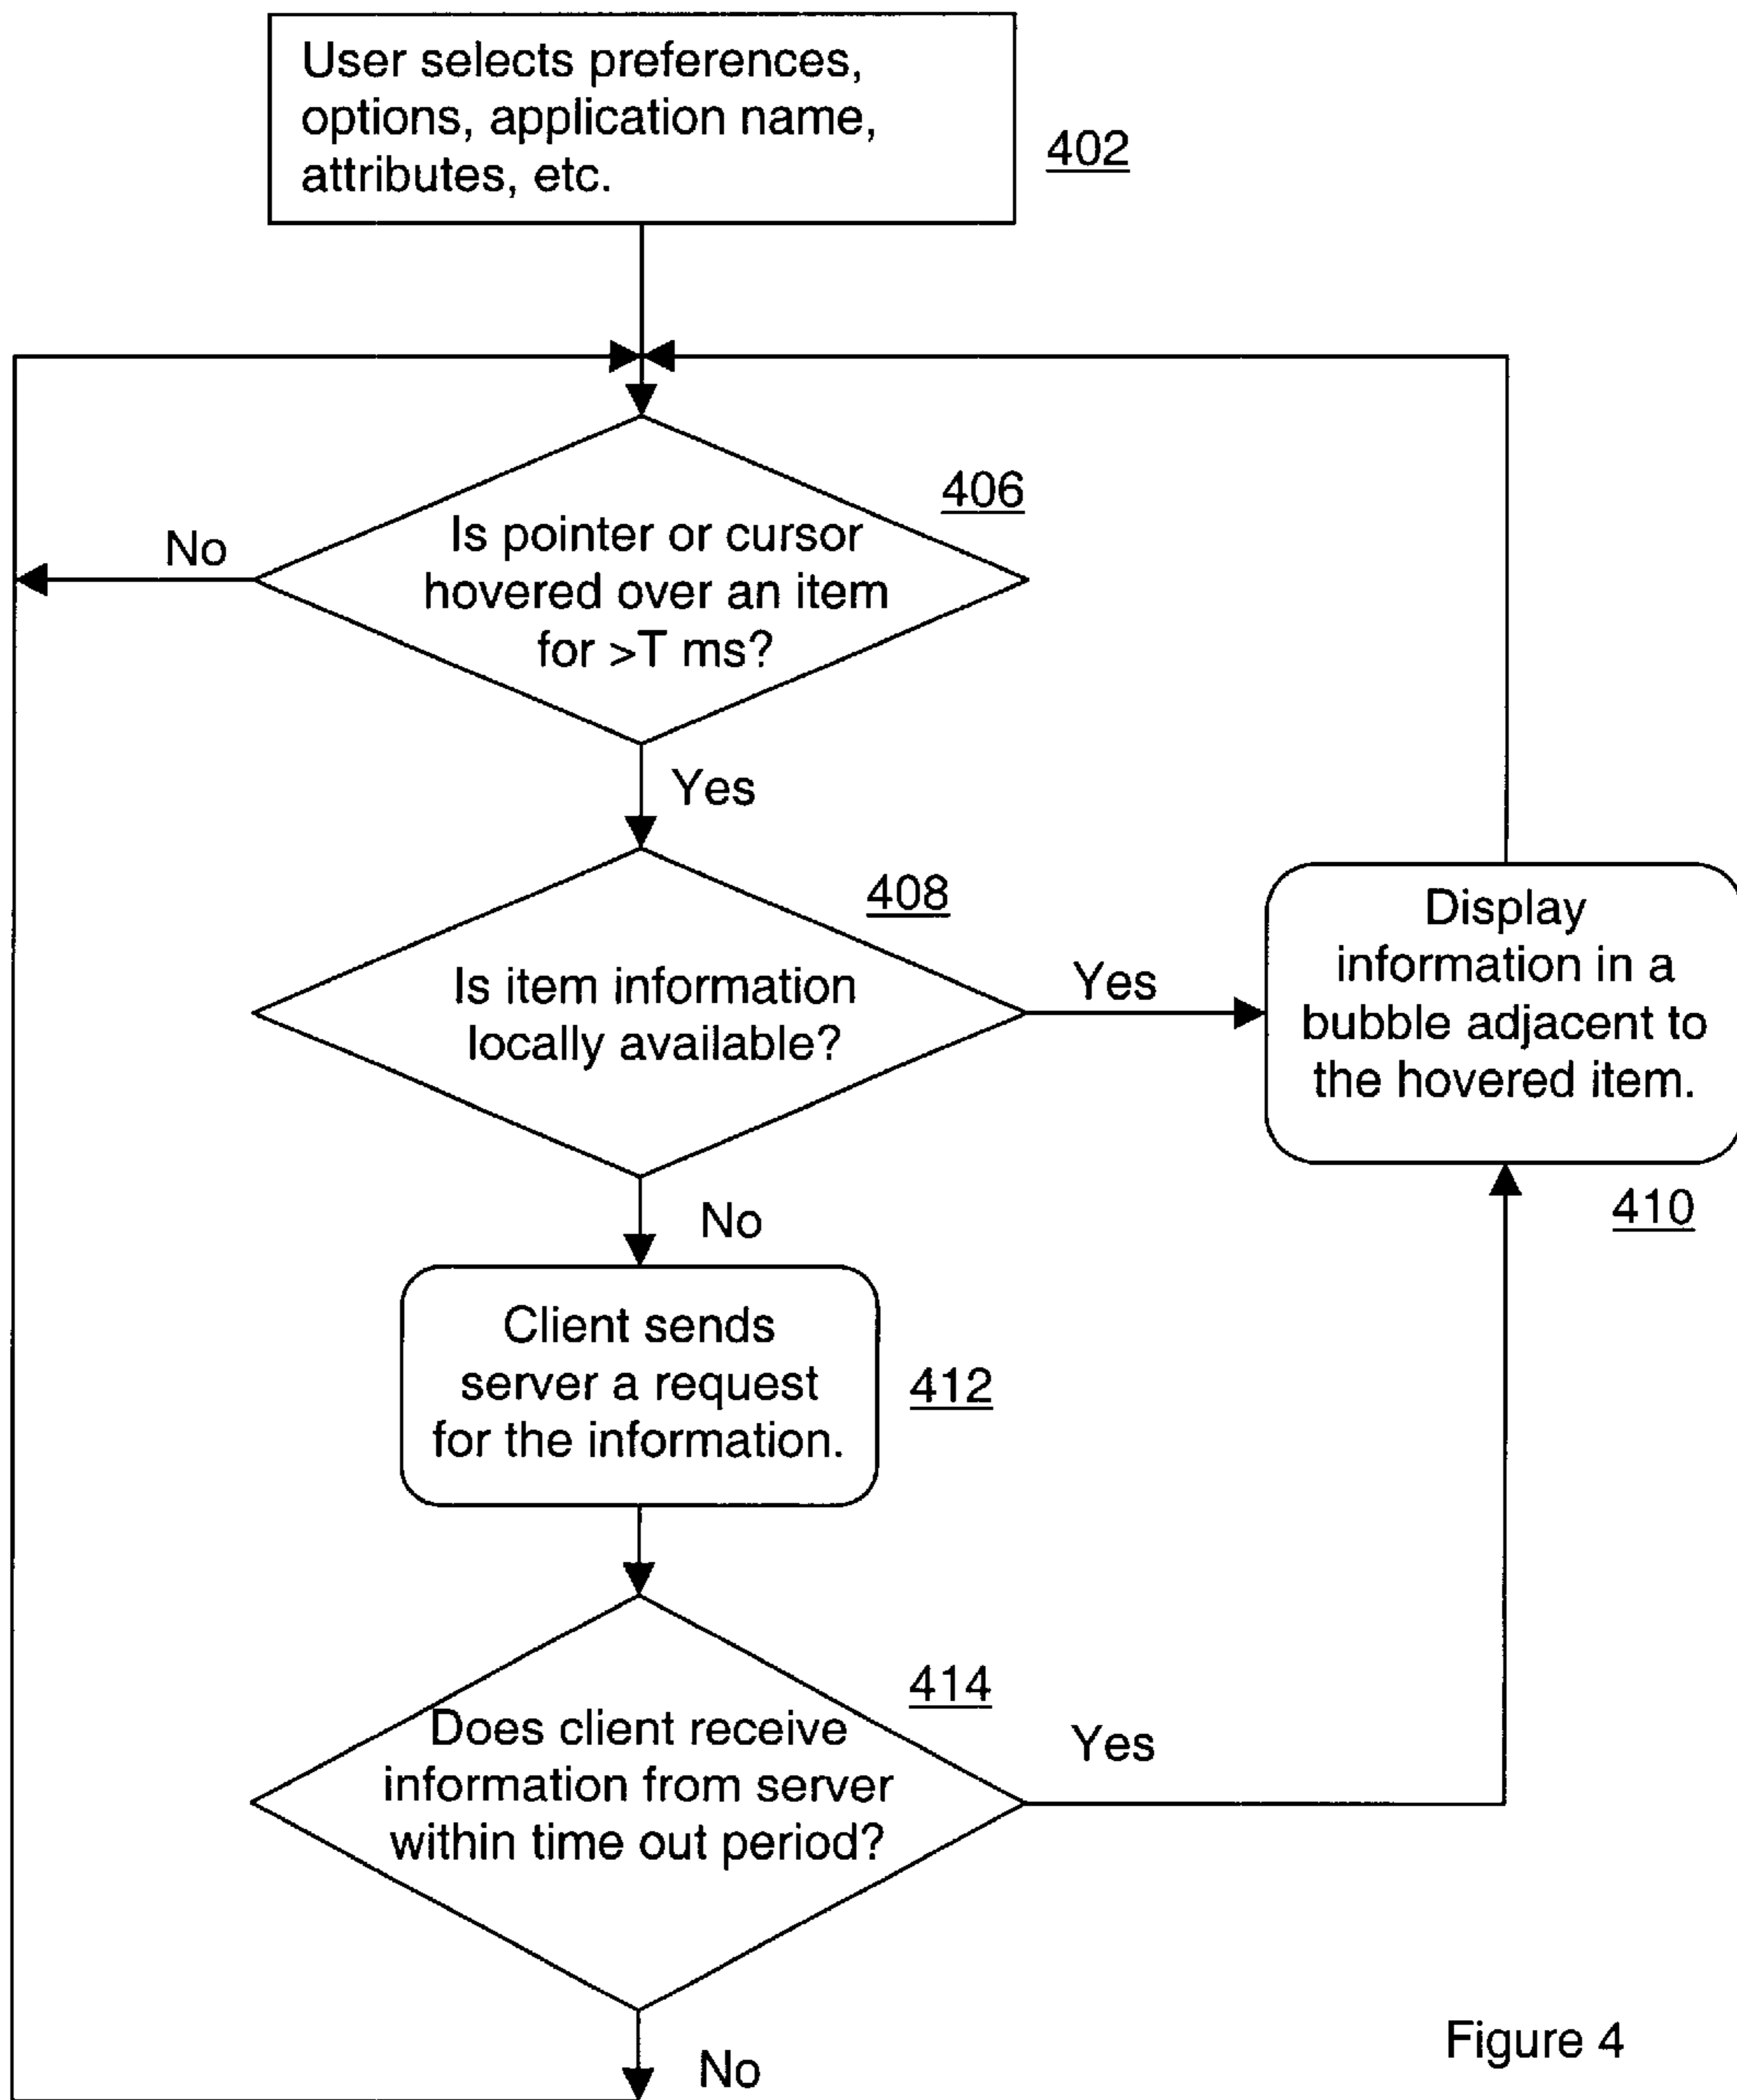 User selects preferences,
options, application name,
attributes, etc.
402
406
Is pointer or cursor
hovered over an item
for >T ms?
No
Yes
408
Is item information
locally available?
Yes
Display
information in a
bubble adjacent to
the hovered item.
410
No
Client sends
server a request
for the information.
412
414
Does client receive
information from server
within time out period?
Yes
No
Figure 4